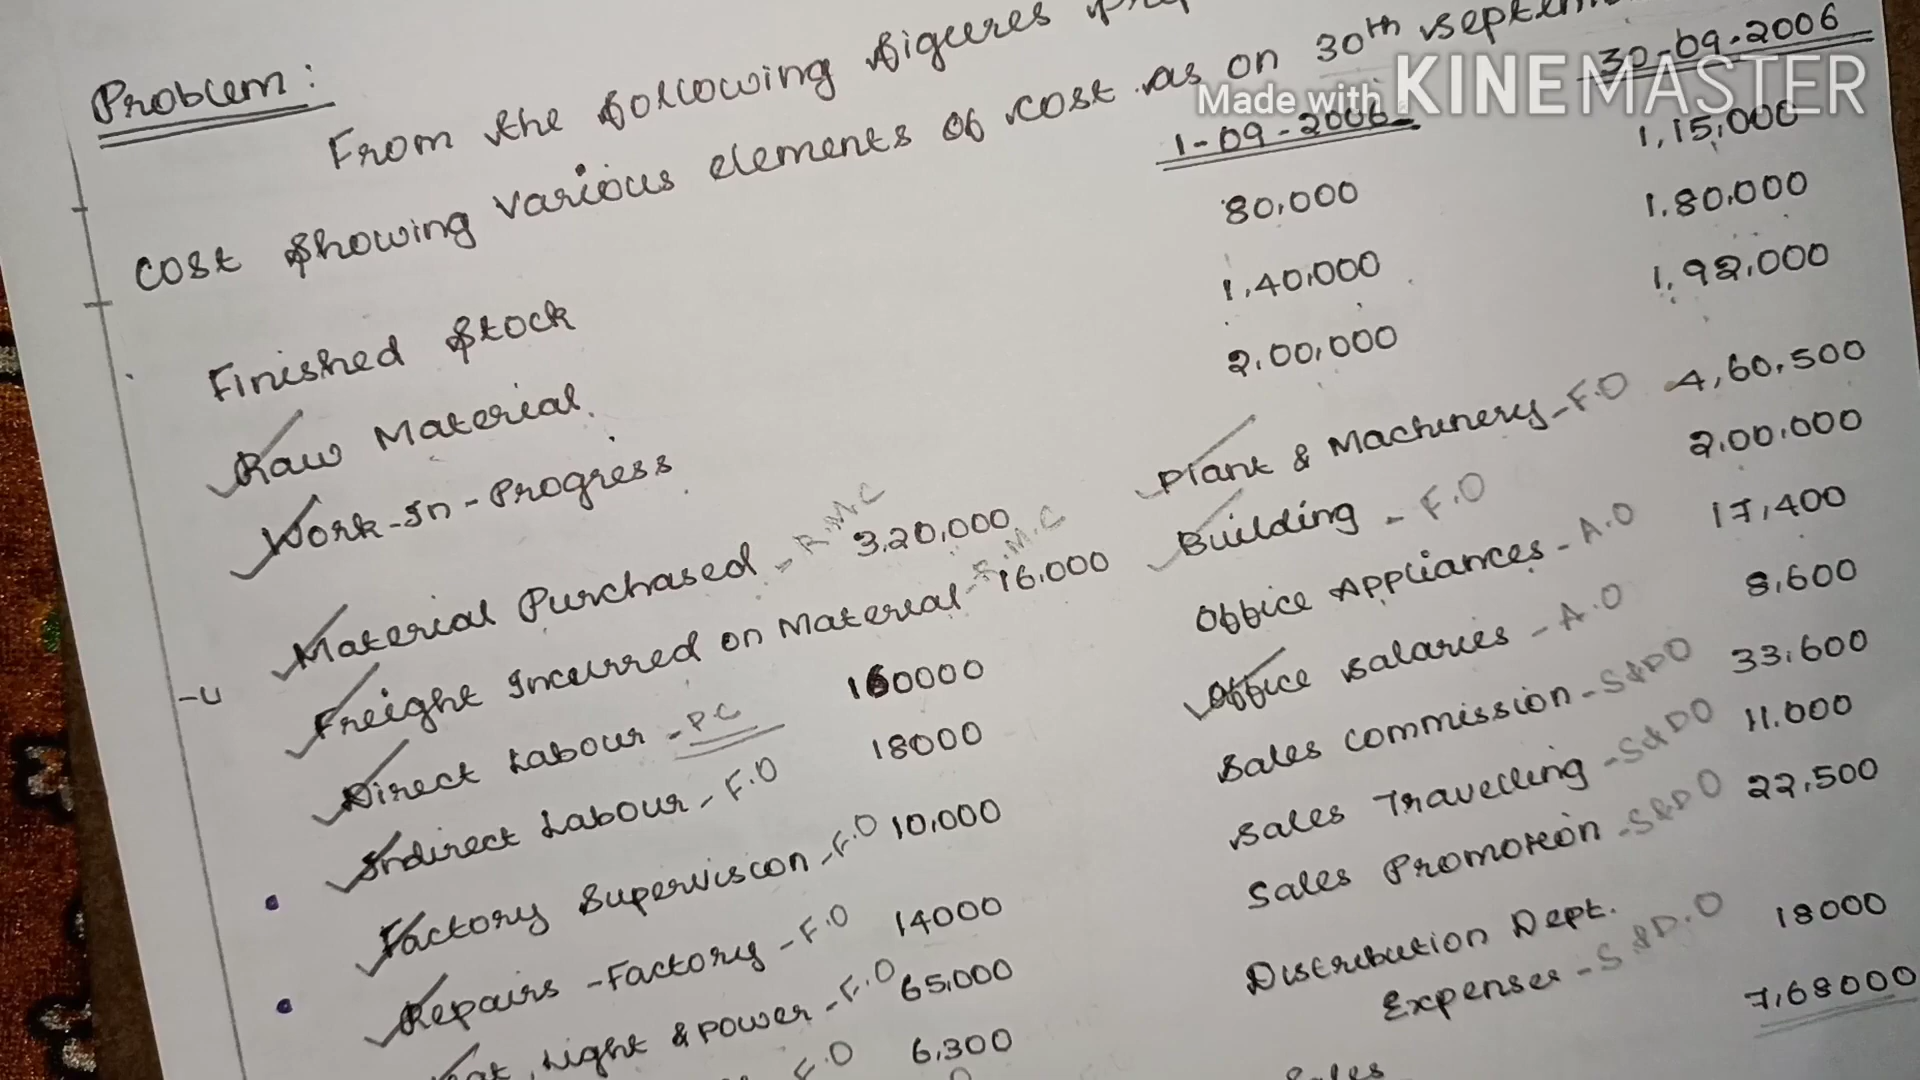 Problem:
From the following figures
cost showing various elements of cost as on 30th
1-09-2006 30-09-2006
Finished Stock 80,000 1,15,000
Raw Material. 1,40,000 1.80.000
Work-In-Progress 2,00,000 1,92,000
Material Purchased - R.M.C 3,20,000
Freight Incurred on Material - R.M.C 16.000
Direct Labour - P.C 160000
Indirect Labour - F.O 18000
Factory Supervision - F.O 10,000
Repairs - Factory - F.O 14000
Light & Power - F.O 65,000
F.O 6,300
Plant & Machinery - F.O 4,60,500
Building - F.O 2,00,000
Office Appliances - A.O 17,400
Office Salaries - A.O 8,600
Sales Commission - S&DO 33,600
Sales Travelling - S&DO 11.000
Sales Promotion - S&DO 22,500
Distribution Dept.
Expenses - S&D.O 18000
Sales 7,68000
Made with KINEMASTER